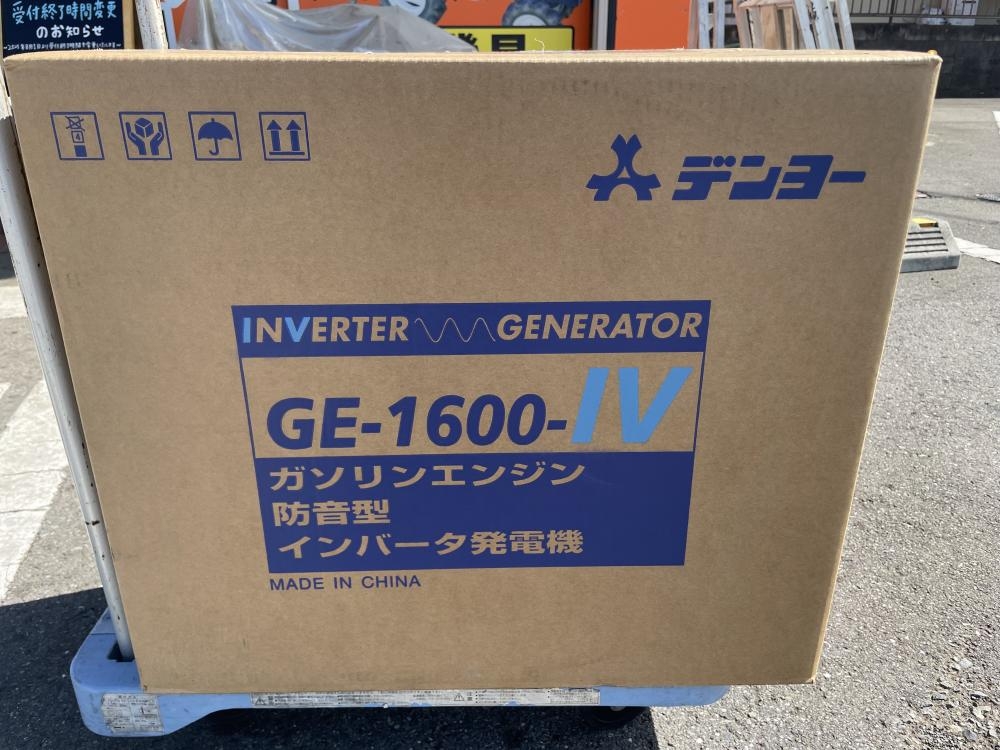 受付終了時間変更
のお知らせ
デンヨー
INVERTER GENERATOR
GE-1600-IV
ガソリンエンジン
防音型
インバータ発電機
MADE IN CHINA
4